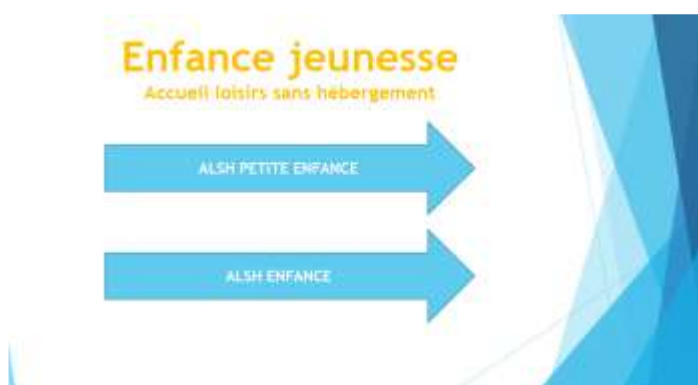 Enfance jeunesse
Accueil loisirs sans hébergement
ALSH PETITE ENFANCE
ALSH ENFANCE